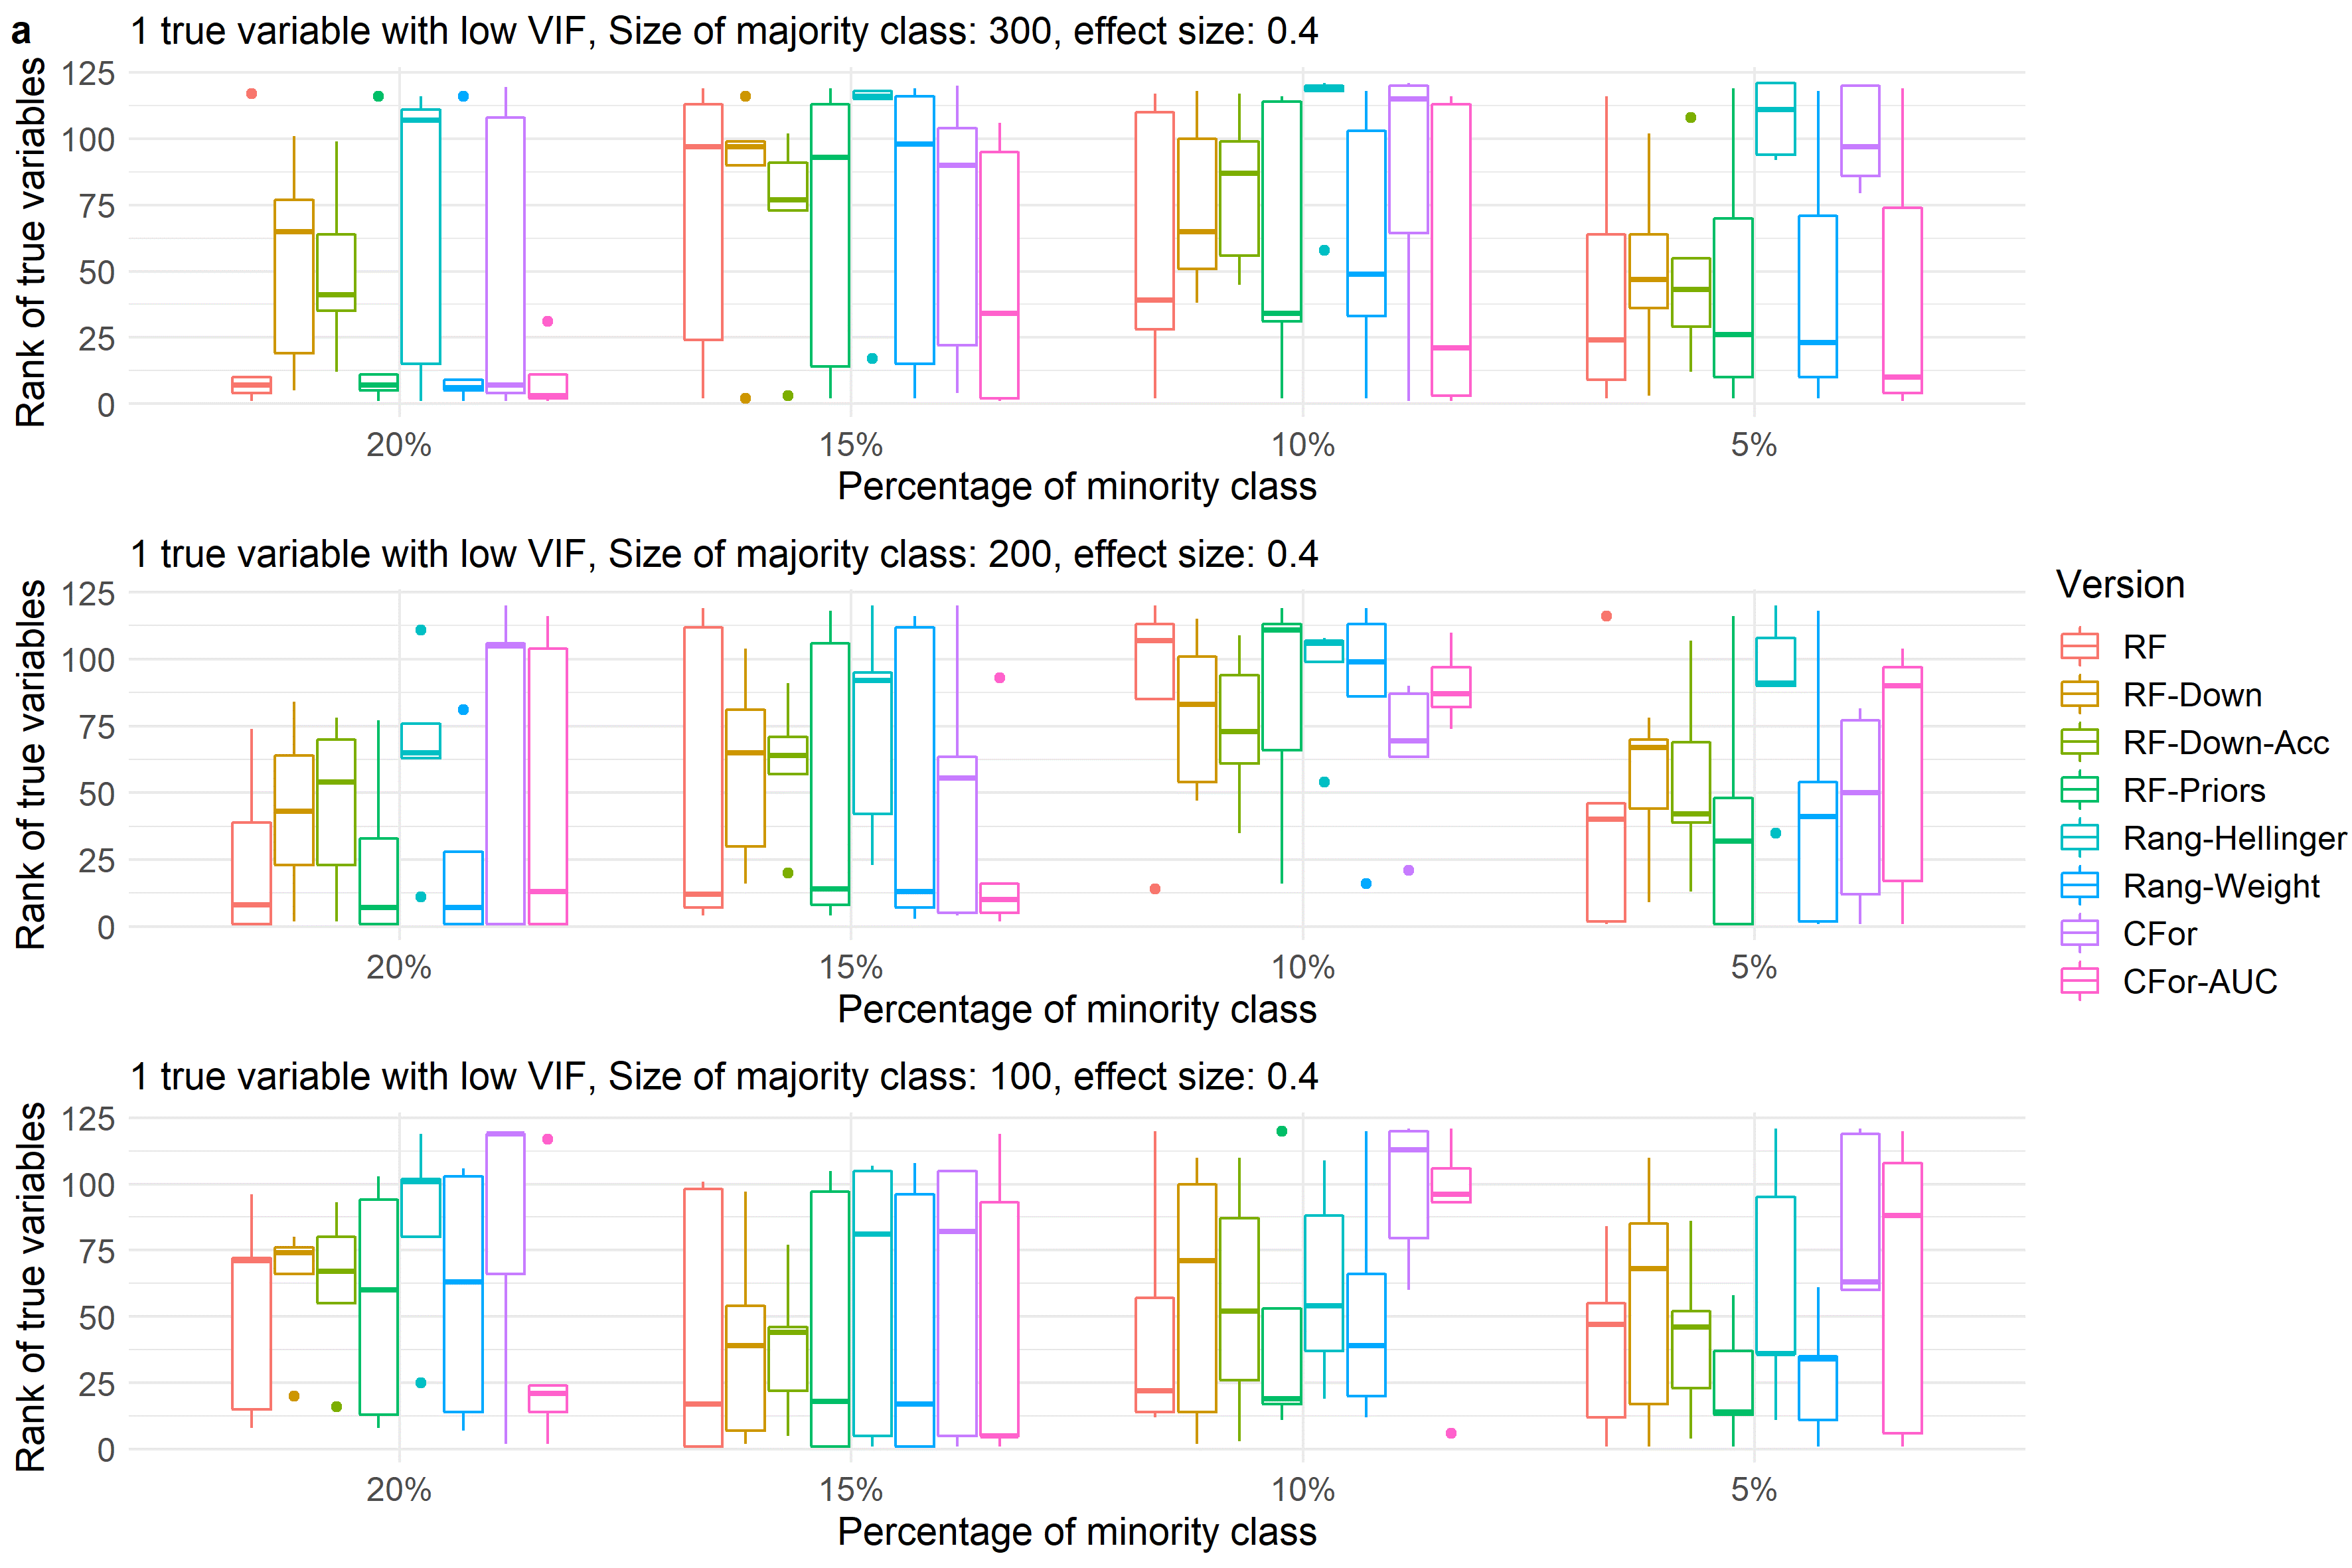 a
1 true variable with low VIF, Size of majority class: 300, effect size: 0.4
Rank of true variables
125
100
75
50
25
0
20% 15% 10% 5%
Percentage of minority class
1 true variable with low VIF, Size of majority class: 200, effect size: 0.4
Rank of true variables
125
100
75
50
25
0
20% 15% 10% 5%
Percentage of minority class
1 true variable with low VIF, Size of majority class: 100, effect size: 0.4
Rank of true variables
125
100
75
50
25
0
20% 15% 10% 5%
Percentage of minority class
Version
RF
RF-Down
RF-Down-Acc
RF-Priors
Rang-Hellinger
Rang-Weight
CFor
CFor-AUC